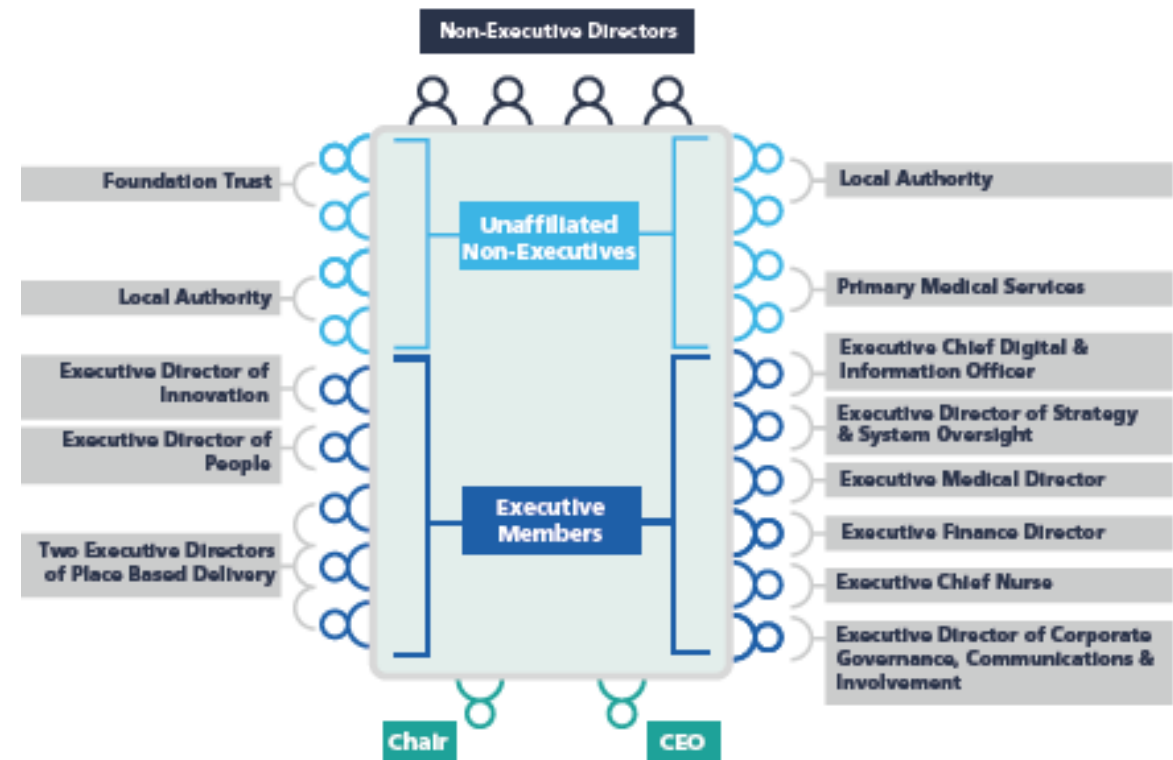 Non-Executive Directors
Foundation Trust
Local Authority
Executive Director of
Innovation
Executive Director of
People
Two Executive Directors
of Place Based Delivery
Unaffiliated
Non-Executives
Executive
Members
Local Authority
Primary Medical Services
Executive Chief Digital &
Information Officer
Executive Director of Strategy
& System Oversight
Executive Medical Director
Executive Finance Director
Executive Chief Nurse
Executive Director of Corporate
Governance, Communications &
Involvement
Chair
CEO